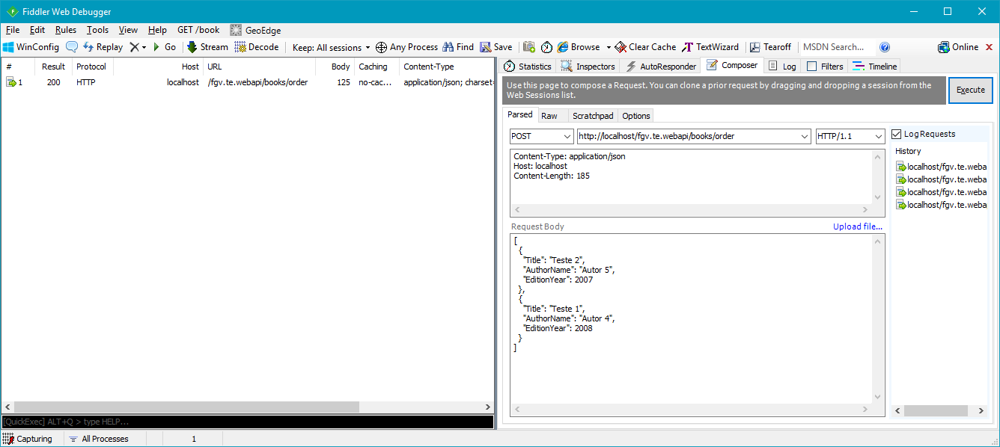 Fiddler Web Debugger
File Edit Rules Tools View Help GET /book GeoEdge
WinConfig Replay Go Stream Decode Keep: All sessions Any Process Find Save Browse Clear Cache TextWizard Tearoff MSDN Search... Online
# Result Protocol Host URL Body Caching Content-Type
1 200 HTTP localhost /fgv.te.webapi/books/order 125 no-cac... application/json; charset=
[QuickExec] ALT+Q > type HELP...
Statistics Inspectors AutoResponder Composer Log Filters Timeline
Use this page to compose a Request. You can clone a prior request by dragging and dropping a session from the
Web Sessions list.
Execute
Parsed Raw Scratchpad Options
POST http://localhost/fgv.te.webapi/books/order HTTP/1.1
Content-Type: application/json
Host: localhost
Content-Length: 185
Request Body Upload file...
[
{
"Title": "Teste 2",
"AuthorName": "Autor 5",
"EditionYear": 2007
},
{
"Title": "Teste 1",
"AuthorName": "Autor 4",
"EditionYear": 2008
}
]
Log Requests
History
localhost/fgv.te.weba
localhost/fgv.te.weba
localhost/fgv.te.weba
localhost/fgv.te.weba
Capturing All Processes 1